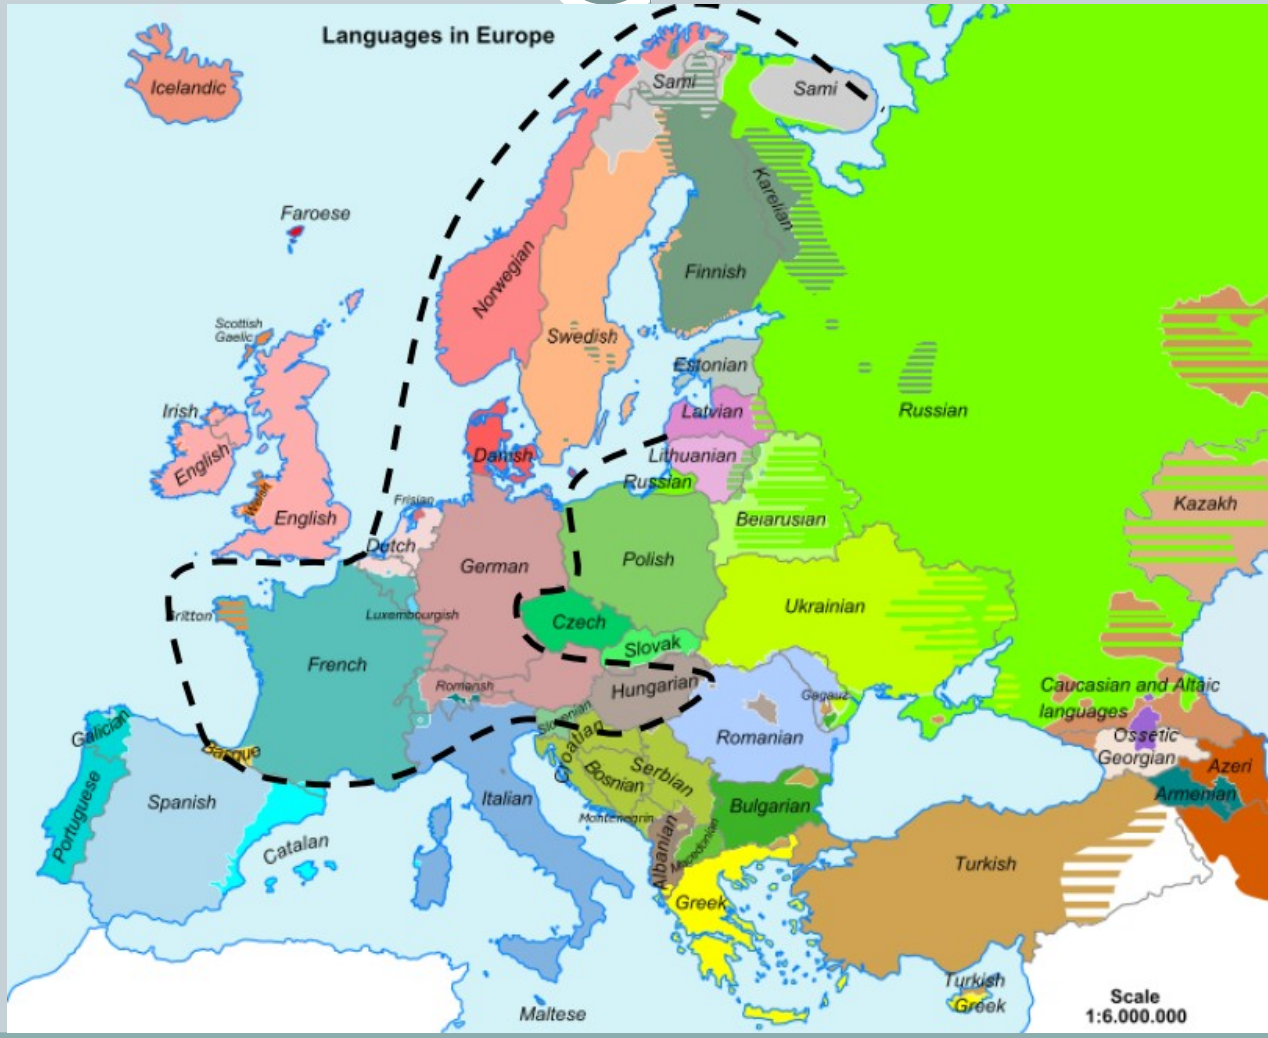 Languages in Europe
Icelandic
Sami
Sami
Faroese
Karelian
Norwegian
Finnish
Scottish
Gaelic
Swedish
Estonian
Irish
Latvian
Russian
English
Danish
Lithuanian
Russian
Welsh
English
Frisian
Kazakh
Dutch
Belarusian
German
Polish
Britton
Luxembourgish
Czech
Ukrainian
French
Slovak
Romansh
Hungarian
Gagauz
Caucasian and Altaic
languages
Galician
Slovenian
Basque
Croatian
Romanian
Ossetic
Georgian
Azeri
Bosnian
Serbian
Spanish
Italian
Bulgarian
Armenian
Portuguese
Montenegrin
Catalan
Albanian
Macedonian
Turkish
Greek
Turkish
Greek
Maltese
Scale
1:6.000.000